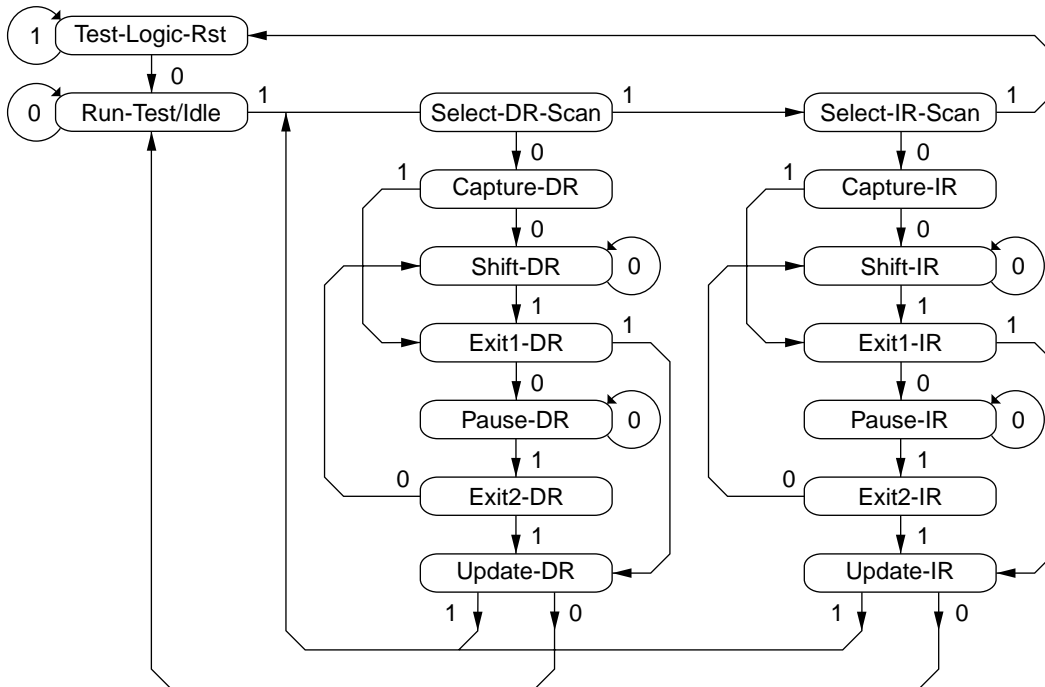 1
Test-Logic-Rst
0
0
Run-Test/Idle
1
Select-DR-Scan
1
Select-IR-Scan
1
0
0
1
Capture-DR
1
Capture-IR
0
0
Shift-DR
0
Shift-IR
0
1
1
Exit1-DR
1
Exit1-IR
1
0
0
Pause-DR
0
Pause-IR
0
1
1
0
Exit2-DR
0
Exit2-IR
1
1
Update-DR
Update-IR
1
0
1
0